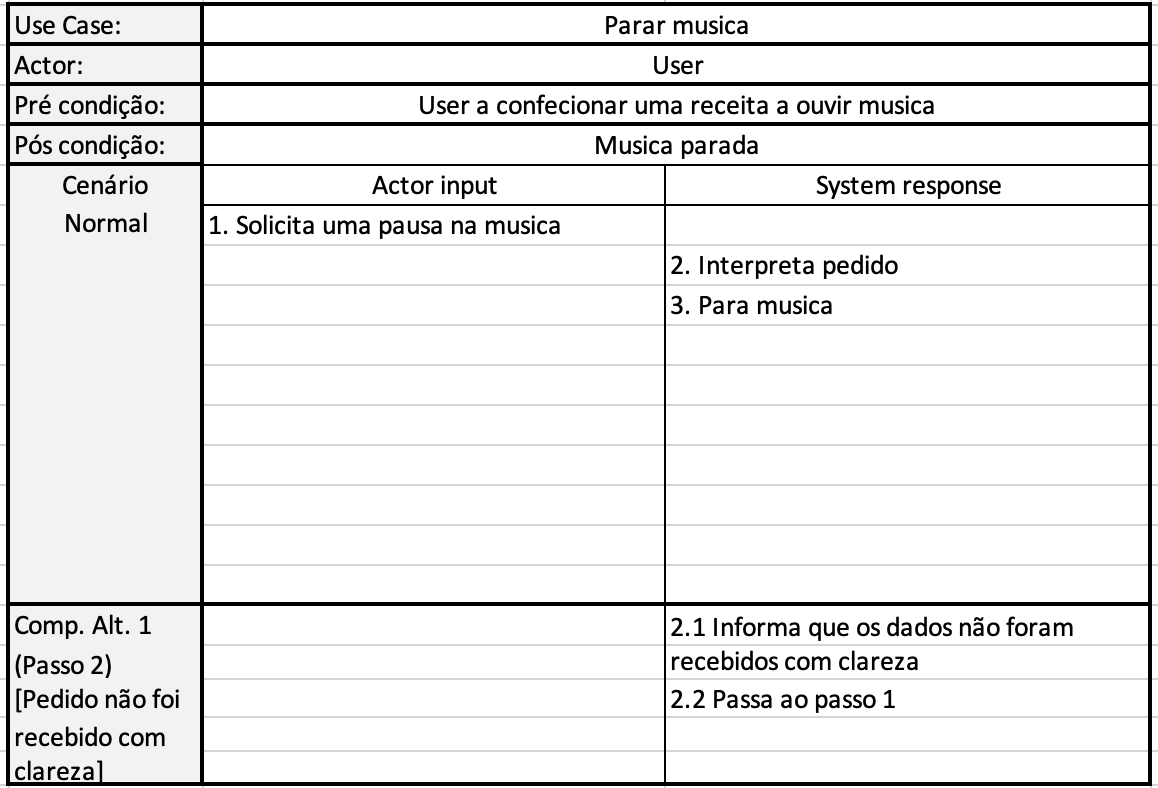 Use Case: Parar musica
Actor: User
Pré condição: User a confecionar uma receita a ouvir musica
Pós condição: Musica parada
Cenário Actor input System response
Normal 1. Solicita uma pausa na musica
2. Interpreta pedido
3. Para musica
Comp. Alt. 1
(Passo 2)
[Pedido não foi
recebido com
clareza]
2.1 Informa que os dados não foram
recebidos com clareza
2.2 Passa ao passo 1